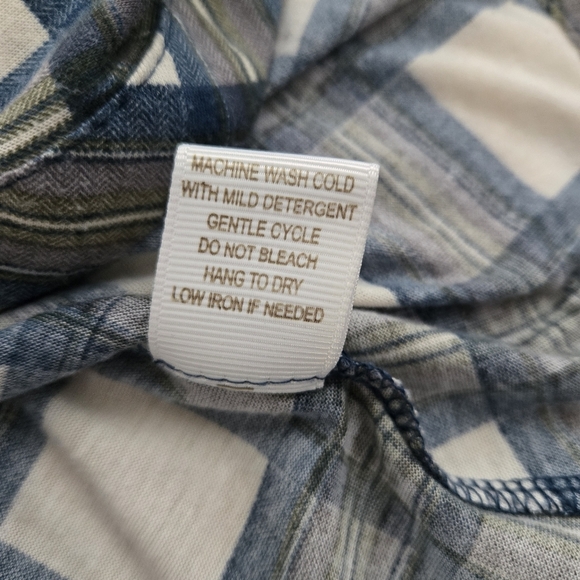 MACHINE WASH COLD
WITH MILD DETERGENT
GENTLE CYCLE
DO NOT BLEACH
HANG TO DRY
LOW IRON IF NEEDED